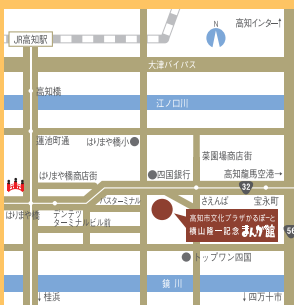 N
高知インター↑
JR高知駅
大津バイパス
高知橋
江ノ口川
蓮池町通
はりまや橋小
菜園場商店街
はりまや橋商店街
四国銀行
高知龍馬空港→
32
バスターミナル
さえんば
宝永町
はりまや橋
デンテツ
ターミナルビル前
高知市文化プラザかるぽーと
横山隆一記念まんが館
56
トップワン四国
鏡川
↓桂浜
↓四万十市